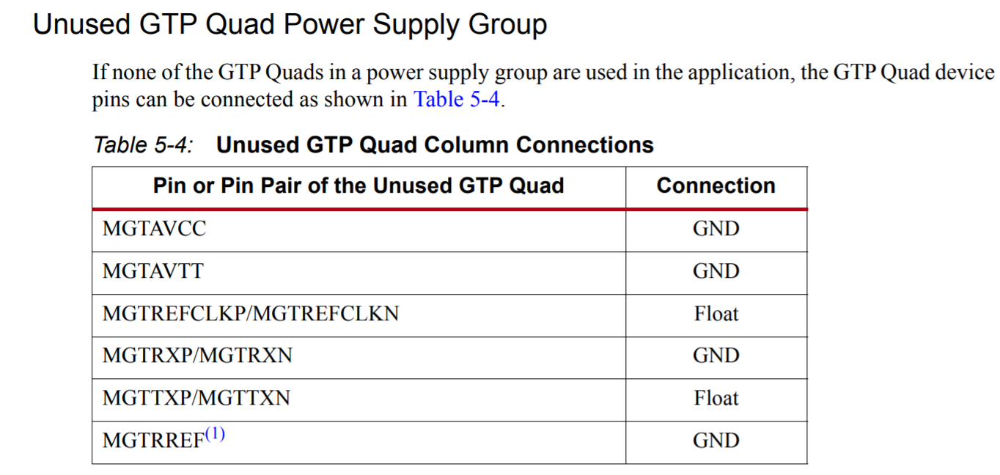 Unused GTP Quad Power Supply Group
If none of the GTP Quads in a power supply group are used in the application, the GTP Quad device
pins can be connected as shown in Table 5-4.
Table 5-4: Unused GTP Quad Column Connections
Pin or Pin Pair of the Unused GTP Quad Connection
MGTAVCC GND
MGTAVTT GND
MGTREFCLKP/MGTREFCLKN Float
MGTRXP/MGTRXN GND
MGTTXP/MGTTXN Float
MGTRREF(1) GND